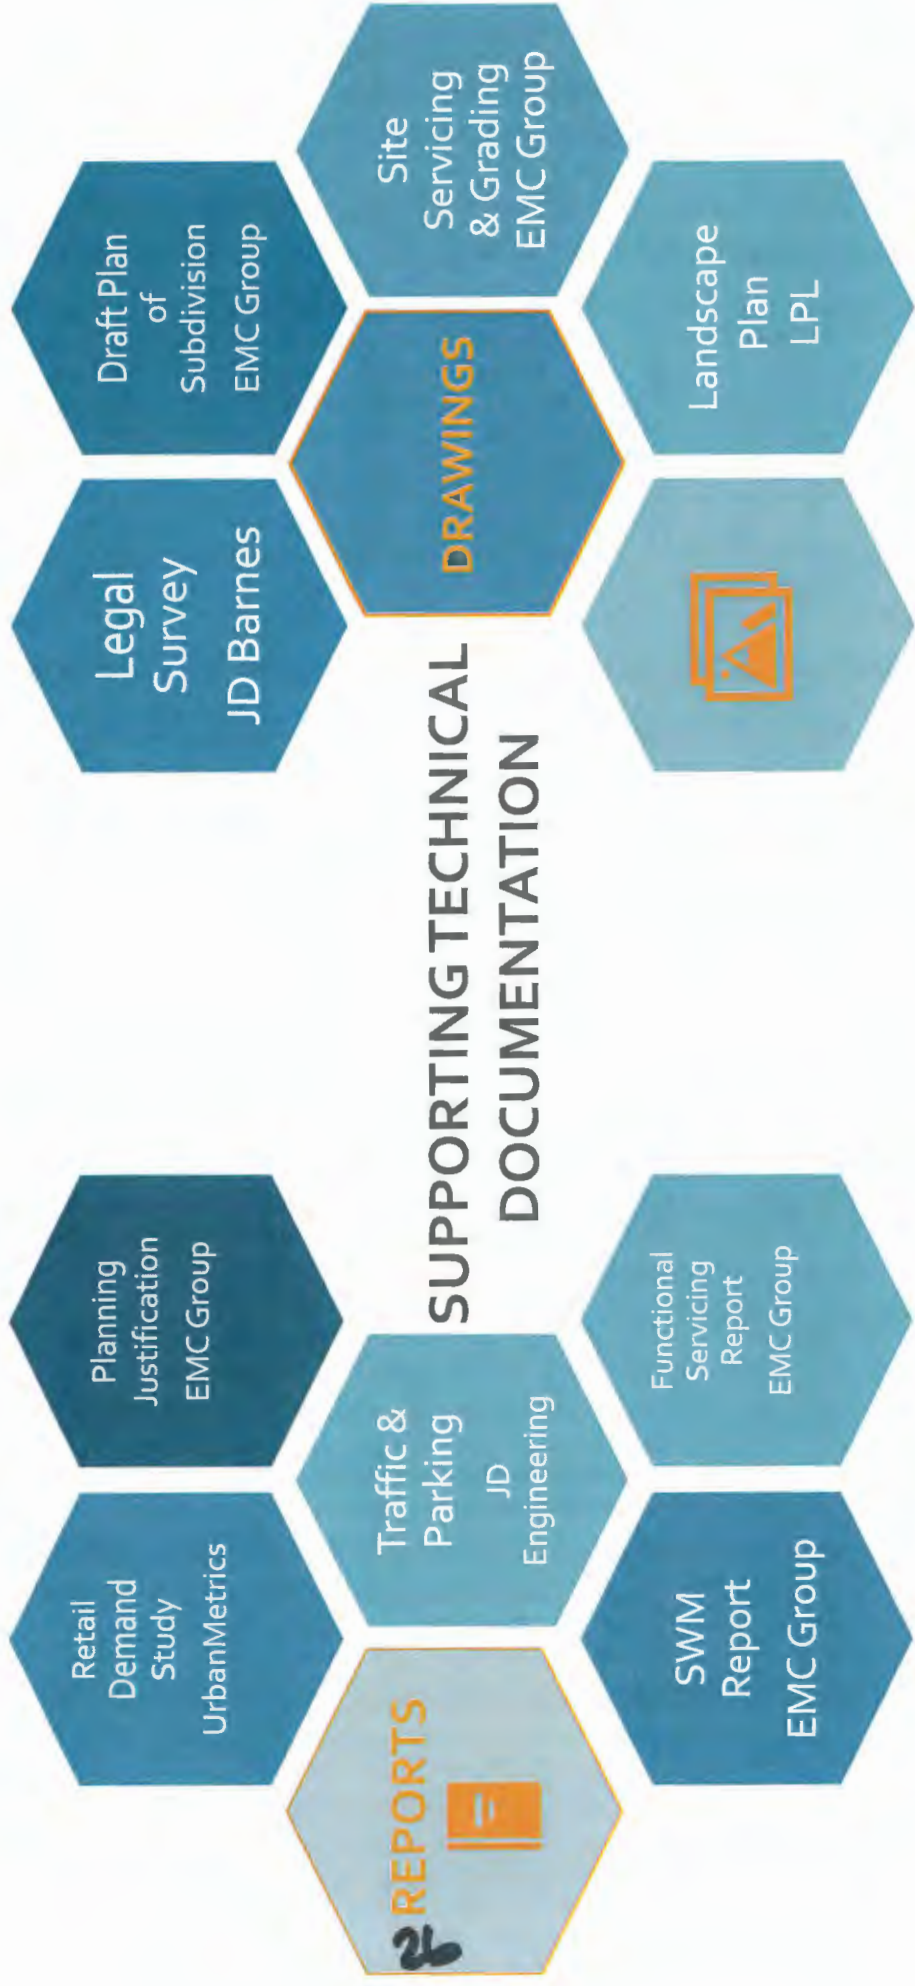 SUPPORTING TECHNICAL
DOCUMENTATION
26
REPORTS
Retail
Demand
Study
UrbanMetrics
Planning
Justification
EMC Group
Traffic &
Parking
JD
Engineering
SWM
Report
EMC Group
Functional
Servicing
Report
EMC Group
DRAWINGS
Legal
Survey
JD Barnes
Draft Plan
of
Subdivision
EMC Group
Site
Servicing
& Grading
EMC Group
Landscape
Plan
LPL